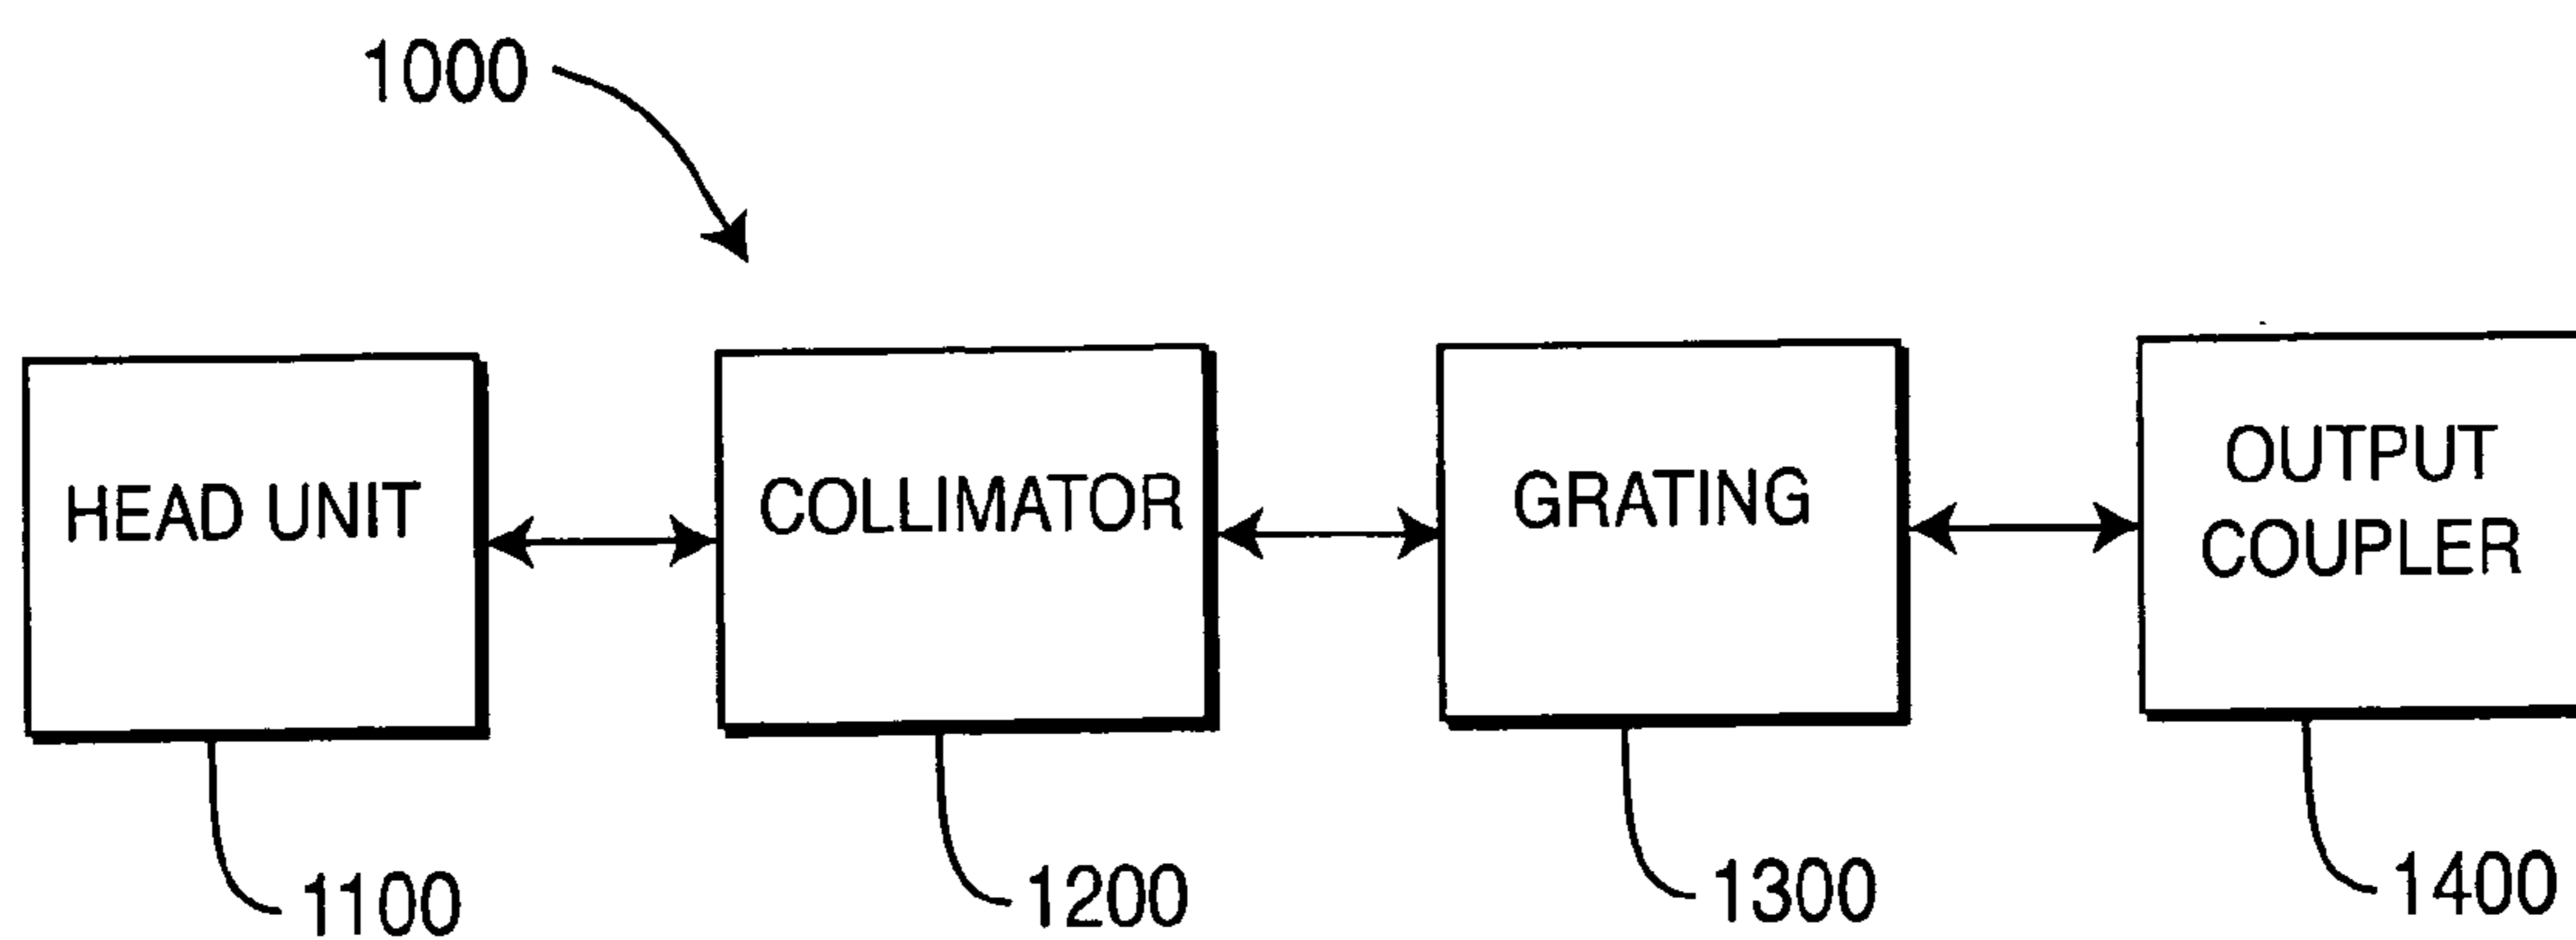 1000
HEAD UNIT
COLLIMATOR
GRATING
OUTPUT
COUPLER
1100
1200
1300
1400